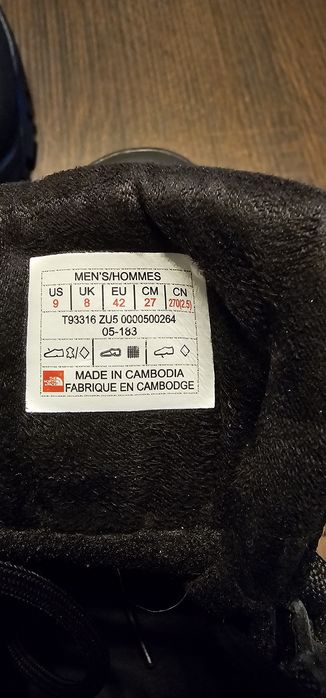 MEN'S/HOMMES
US UK EU CM CN
9 8 42 27 270(2.5)
T93316 ZU5 0000500264
05-183
MADE IN CAMBODIA
FABRIQUE EN CAMBODGE